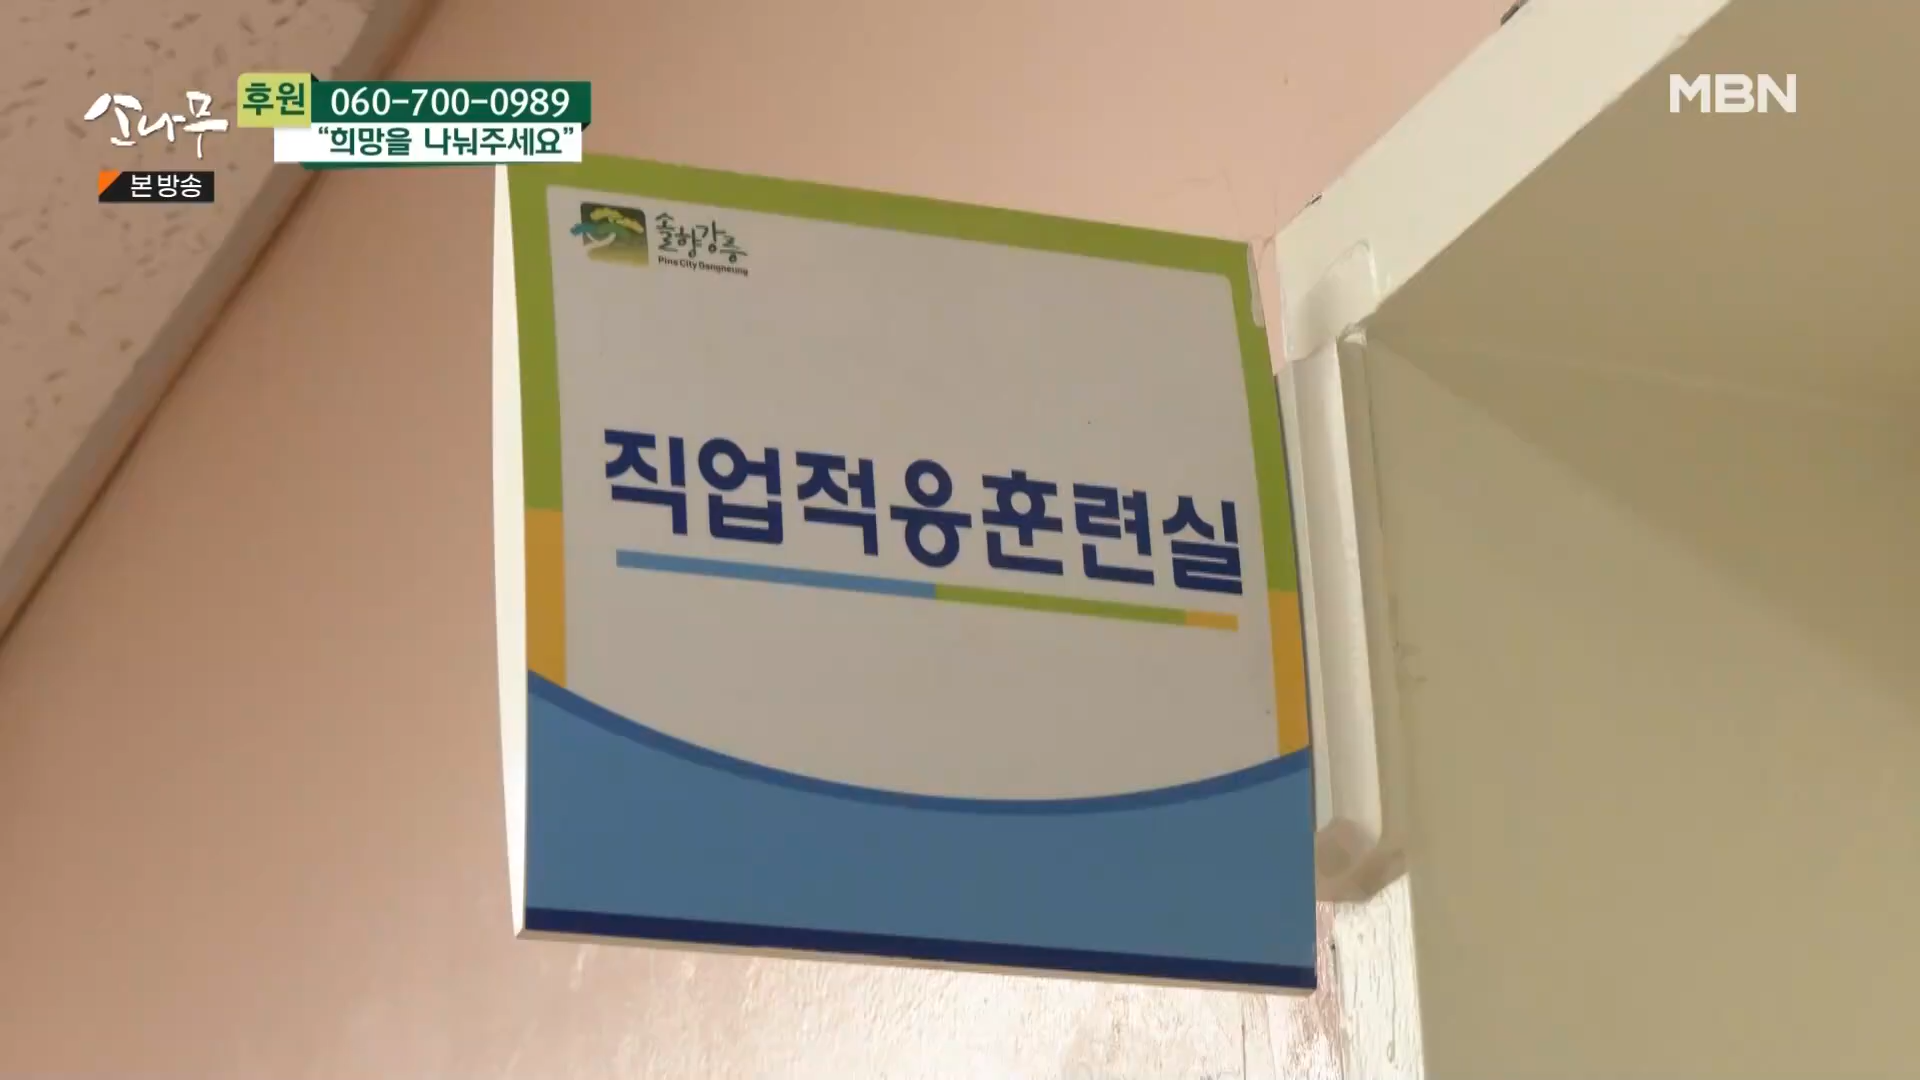 소나무
후원 060-700-0989
“희망을 나눠주세요”
본방송
MBN
솔향강릉
Pine City Gangneung
직업적응훈련실